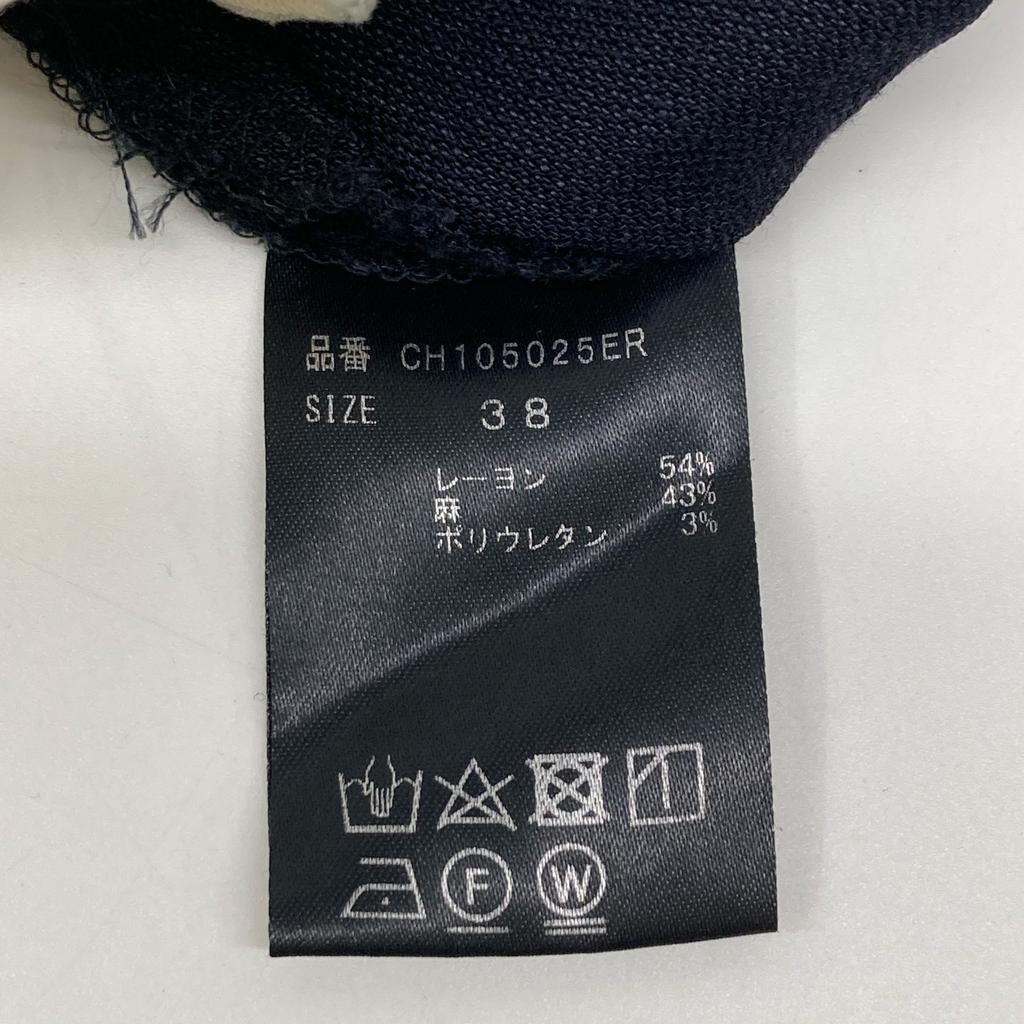 品番 CH105025ER
SIZE 38
レーヨン 54%
麻 43%
ポリウレタン 3%
F W